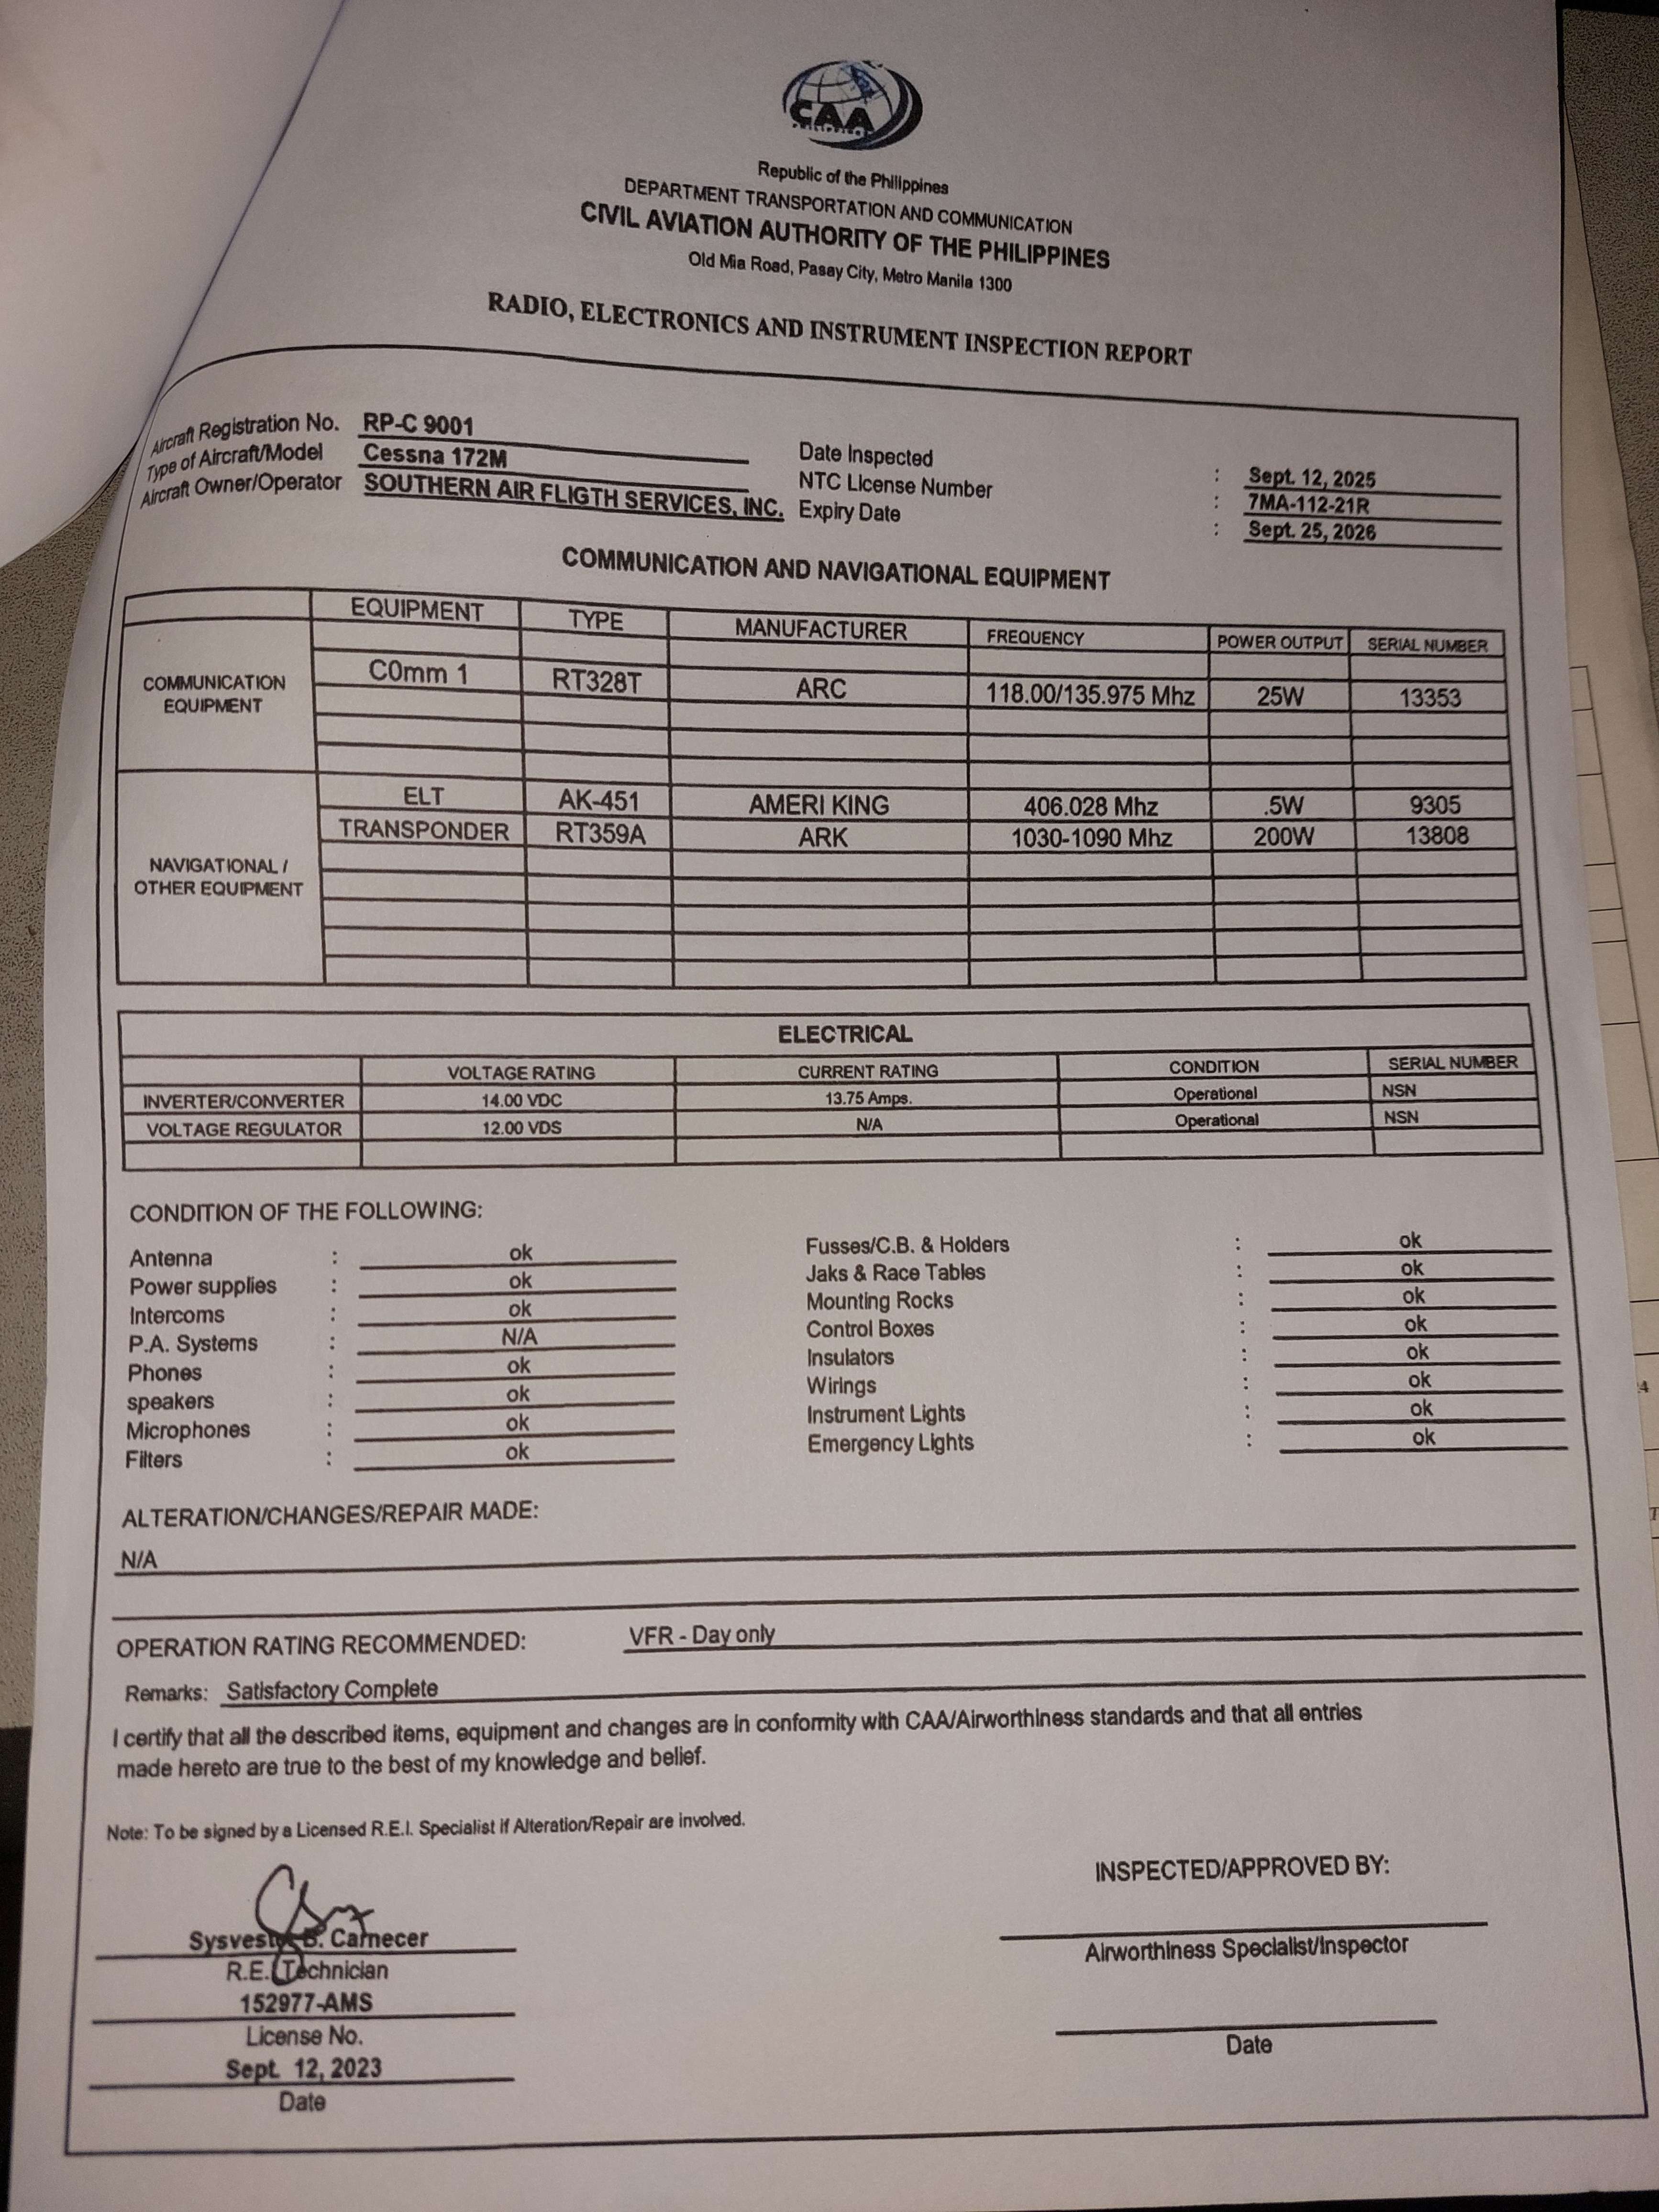 CAA
PHILIPPINES
Republic of the Philippines
DEPARTMENT TRANSPORTATION AND COMMUNICATION
CIVIL AVIATION AUTHORITY OF THE PHILIPPINES
Old Mia Road, Pasay City, Metro Manila 1300
RADIO, ELECTRONICS AND INSTRUMENT INSPECTION REPORT
Aircraft Registration No. RP-C 9001
Type of Aircraft/Model Cessna 172M
Aircraft Owner/Operator SOUTHERN AIR FLIGTH SERVICES, INC.
Date Inspected : Sept. 12, 2025
NTC License Number : 7MA-112-21R
Expiry Date : Sept. 25, 2026
COMMUNICATION AND NAVIGATIONAL EQUIPMENT
EQUIPMENT TYPE MANUFACTURER FREQUENCY POWER OUTPUT SERIAL NUMBER
COMMUNICATION EQUIPMENT
C0mm 1 RT328T ARC 118.00/135.975 Mhz 25W 13353
NAVIGATIONAL / OTHER EQUIPMENT
ELT AK-451 AMERI KING 406.028 Mhz .5W 9305
TRANSPONDER RT359A ARK 1030-1090 Mhz 200W 13808
ELECTRICAL
VOLTAGE RATING CURRENT RATING CONDITION SERIAL NUMBER
INVERTER/CONVERTER 14.00 VDC 13.75 Amps. Operational NSN
VOLTAGE REGULATOR 12.00 VDS N/A Operational NSN
CONDITION OF THE FOLLOWING:
Antenna : ok
Power supplies : ok
Intercoms : ok
P.A. Systems : N/A
Phones : ok
speakers : ok
Microphones : ok
Filters : ok
Fusses/C.B. & Holders : ok
Jaks & Race Tables : ok
Mounting Rocks : ok
Control Boxes : ok
Insulators : ok
Wirings : ok
Instrument Lights : ok
Emergency Lights : ok
ALTERATION/CHANGES/REPAIR MADE:
N/A
OPERATION RATING RECOMMENDED: VFR - Day only
Remarks: Satisfactory Complete
I certify that all the described items, equipment and changes are in conformity with CAA/Airworthiness standards and that all entries
made hereto are true to the best of my knowledge and belief.
Note: To be signed by a Licensed R.E.I. Specialist if Alteration/Repair are involved.
B. Carnecer
Technician
152977-AMS
License No.
Sept. 12, 2023
Date
INSPECTED/APPROVED BY:
Airworthiness Specialist/Inspector
Date